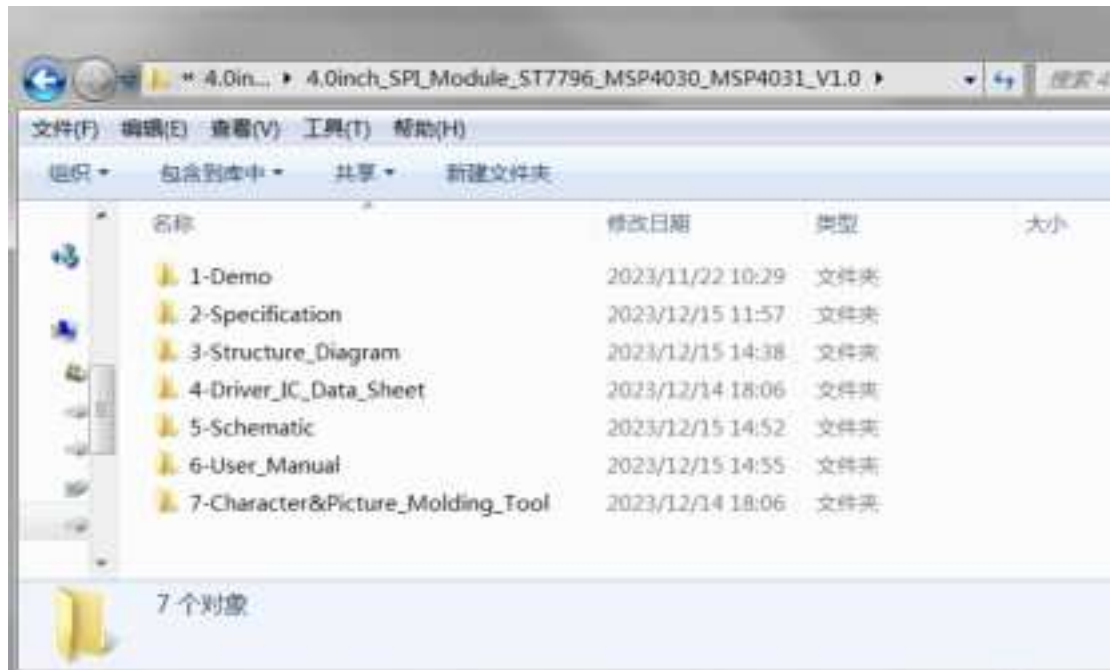 « 4.0in... ▸ 4.0inch_SPI_Module_ST7796_MSP4030_MSP4031_V1.0 ▸ 搜索 4
文件(F) 编辑(E) 查看(V) 工具(T) 帮助(H)
组织 包含到库中 共享 新建文件夹
名称 修改日期 类型 大小
1-Demo 2023/11/22 10:29 文件夹
2-Specification 2023/12/15 11:57 文件夹
3-Structure_Diagram 2023/12/15 14:38 文件夹
4-Driver_IC_Data_Sheet 2023/12/14 18:06 文件夹
5-Schematic 2023/12/15 14:52 文件夹
6-User_Manual 2023/12/15 14:55 文件夹
7-Character&Picture_Molding_Tool 2023/12/14 18:06 文件夹
7 个对象